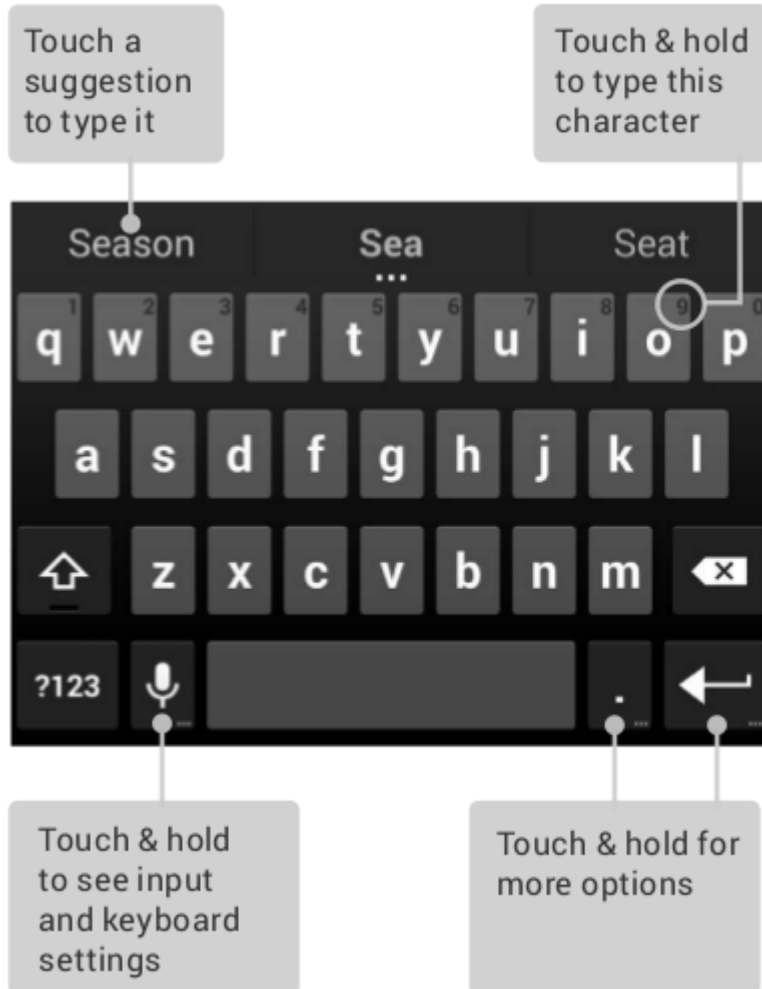 Touch a
suggestion
to type it
Touch & hold
to type this
character
Season Sea Seat
...
1 2 3 4 5 6 7 8 9 0
q w e r t y u i o p
a s d f g h j k l
z x c v b n m
?123 .
Touch & hold
to see input
and keyboard
settings
Touch & hold for
more options